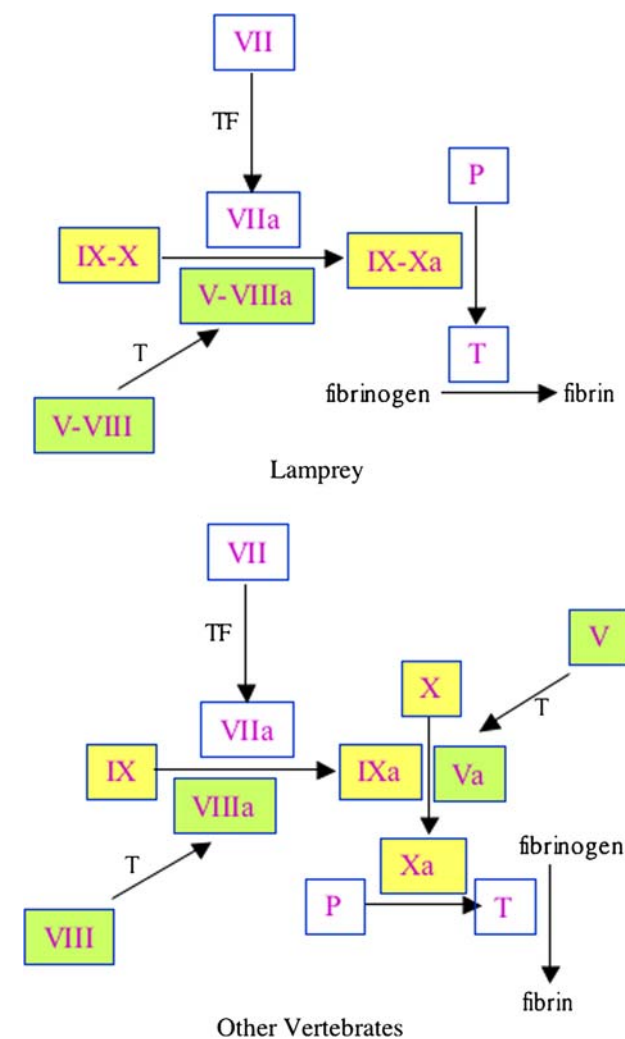 VII
TF
P
VIIa
IX-X
IX-Xa
V-VIIIa
T
T
fibrinogen
fibrin
V-VIII
Lamprey
VII
TF
V
X
T
VIIa
IX
IXa
Va
VIIIa
T
Xa
fibrinogen
P
T
VIII
fibrin
Other Vertebrates